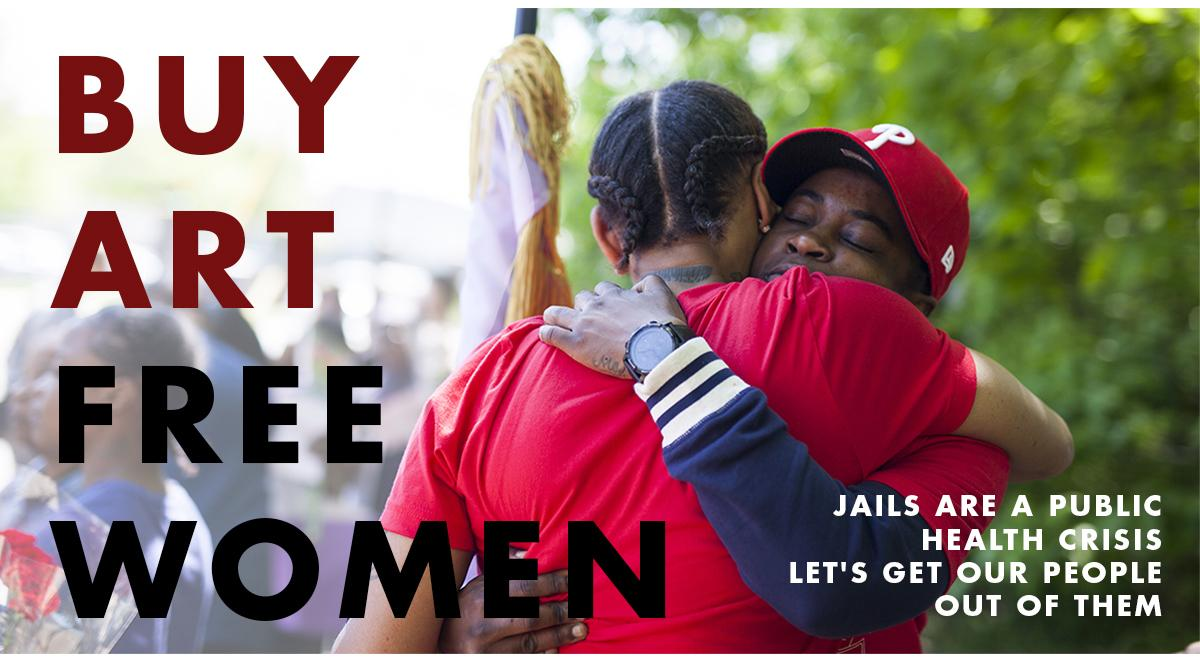 BUY
ART
FREE
WOMEN
P
JAILS ARE A PUBLIC
HEALTH CRISIS
LET'S GET OUR PEOPLE
OUT OF THEM